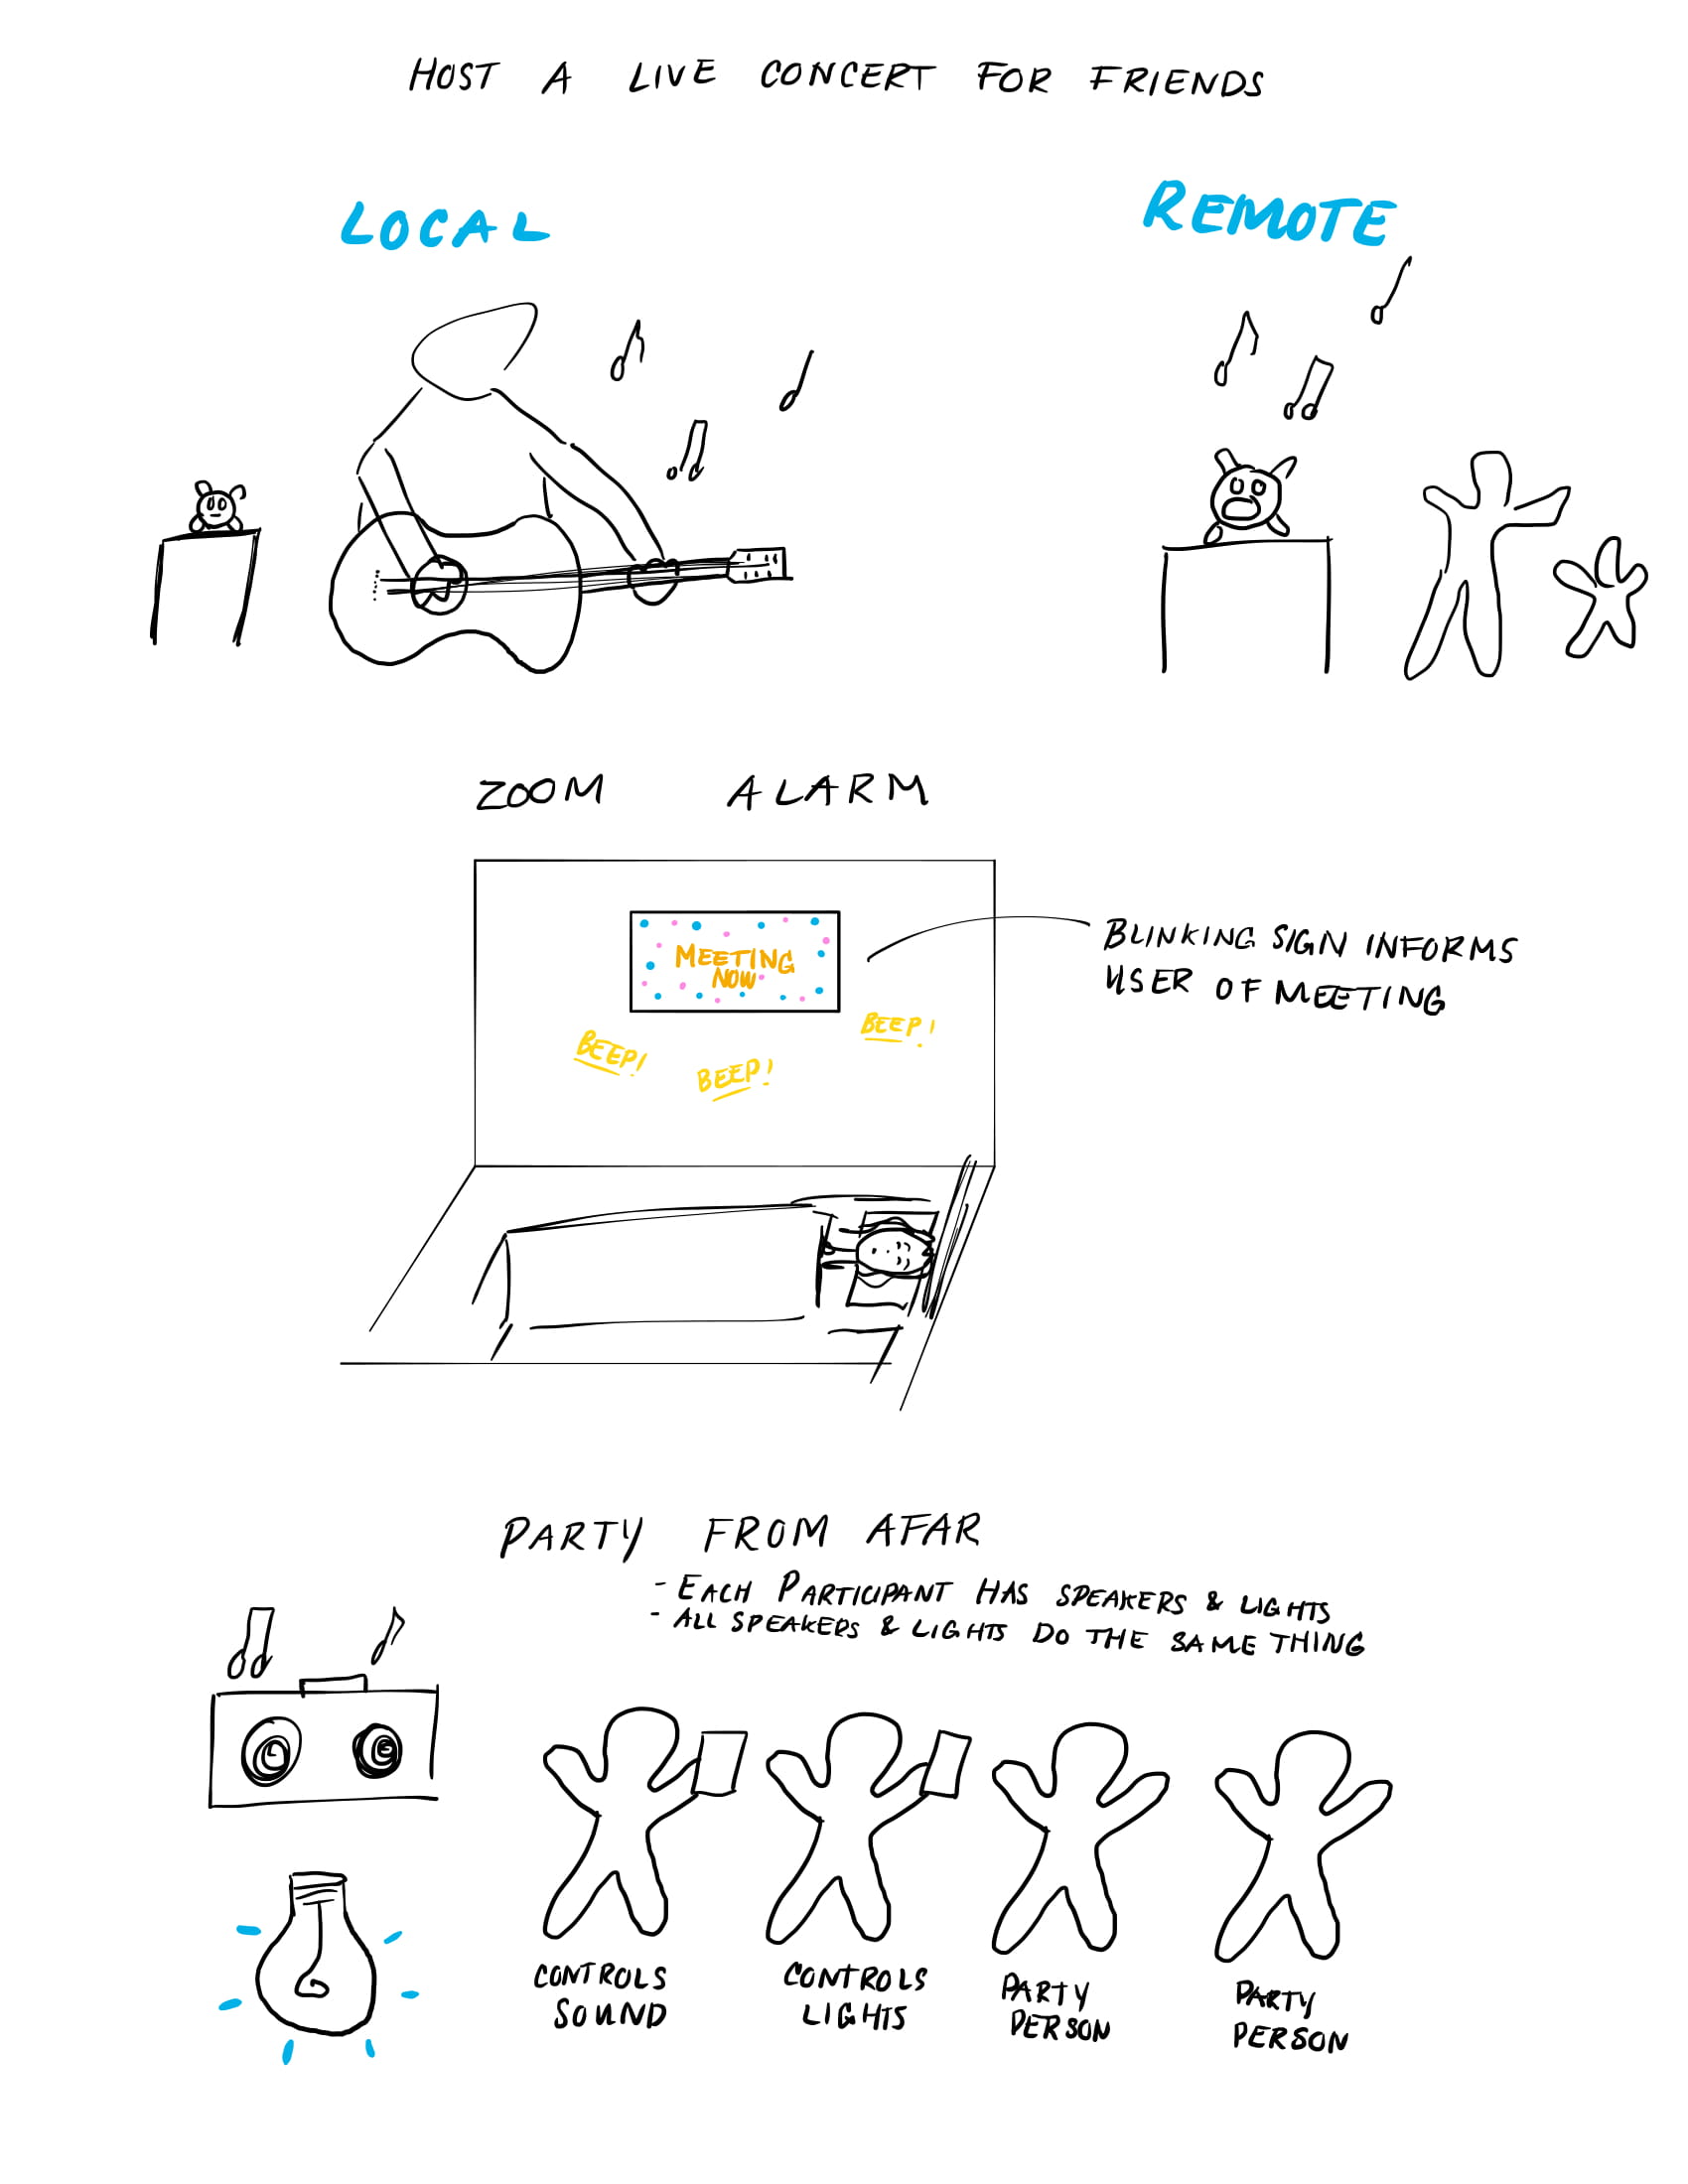 HOST A LIVE CONCERT FOR FRIENDS
LOCAL
REMOTE
ZOOM ALARM
MEETING
NOW
BLINKING SIGN INFORMS
USER OF MEETING
BEEP!
BEEP!
BEEP!
PARTY FROM AFAR
- EACH PARTICIPANT HAS SPEAKERS & LIGHTS
- ALL SPEAKERS & LIGHTS DO THE SAME THING
CONTROLS
SOUND
CONTROLS
LIGHTS
PARTY
PERSON
PARTY
PERSON